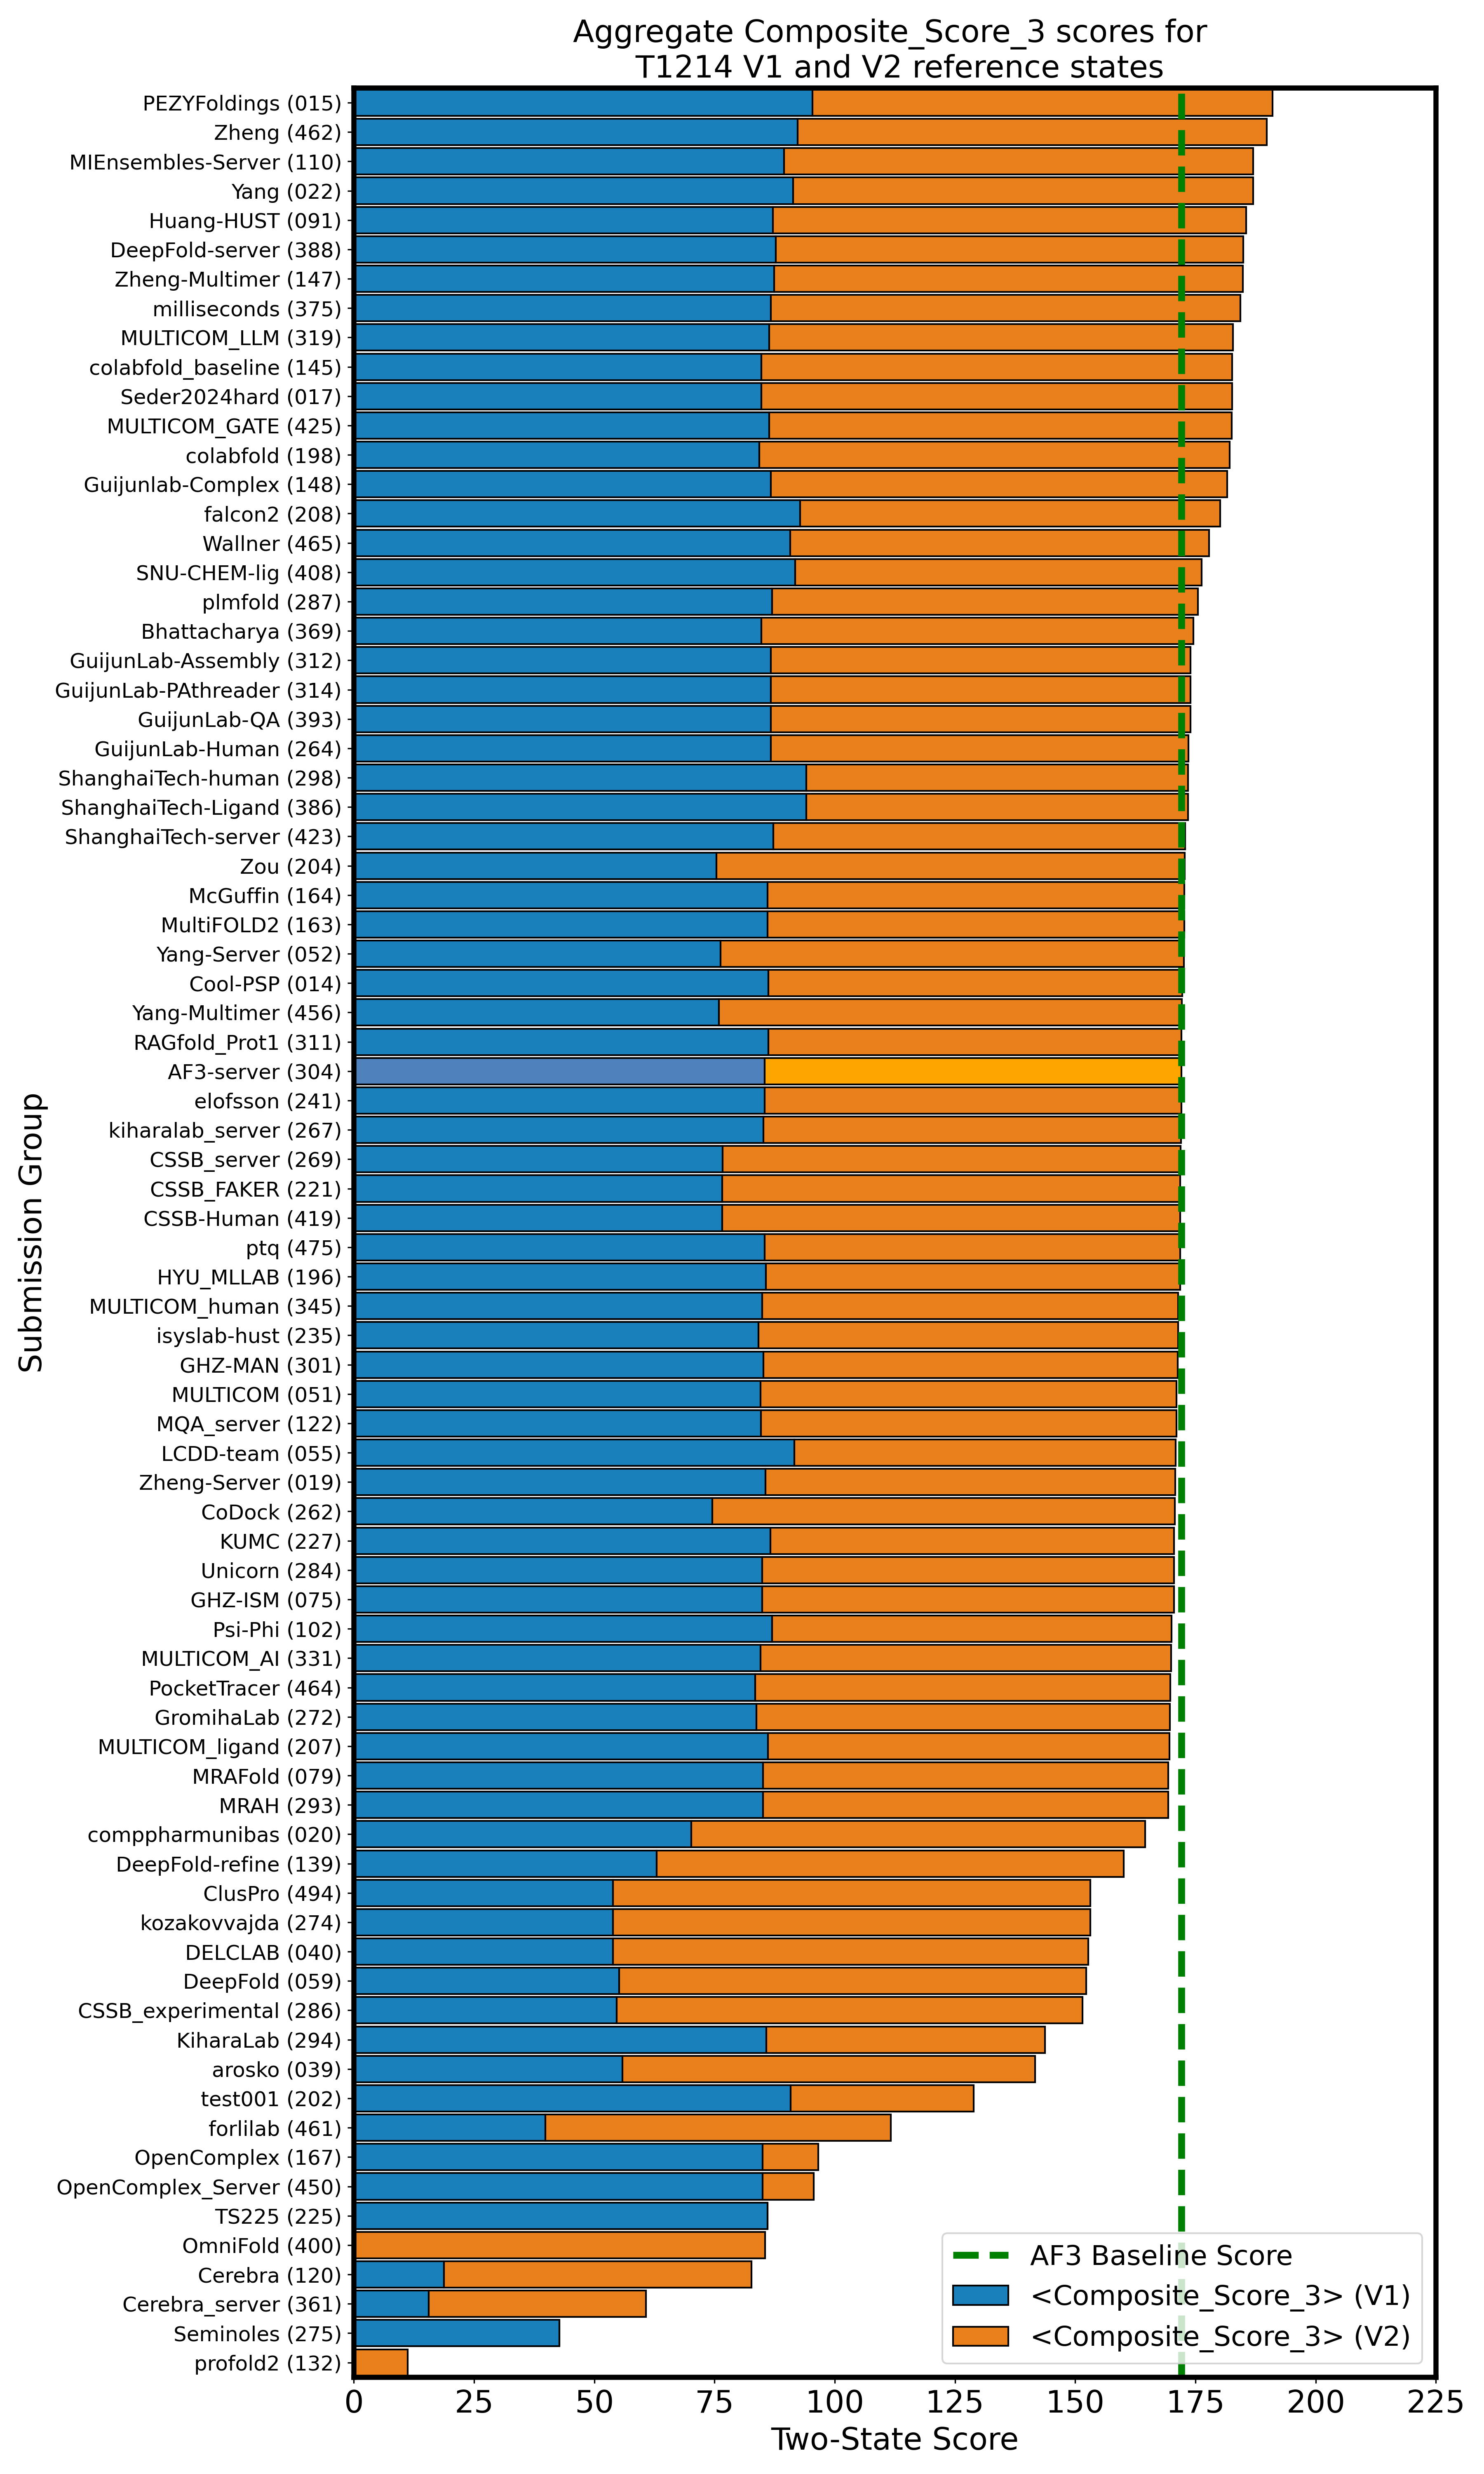 Aggregate Composite_Score_3 scores for
T1214 V1 and V2 reference states
PEZYFoldings (015)
Zheng (462)
MIEnsembles-Server (110)
Yang (022)
Huang-HUST (091)
DeepFold-server (388)
Zheng-Multimer (147)
milliseconds (375)
MULTICOM_LLM (319)
colabfold_baseline (145)
Seder2024hard (017)
MULTICOM_GATE (425)
colabfold (198)
Guijunlab-Complex (148)
falcon2 (208)
Wallner (465)
SNU-CHEM-lig (408)
plmfold (287)
Bhattacharya (369)
GuijunLab-Assembly (312)
GuijunLab-PAthreader (314)
GuijunLab-QA (393)
GuijunLab-Human (264)
ShanghaiTech-human (298)
ShanghaiTech-Ligand (386)
ShanghaiTech-server (423)
Zou (204)
McGuffin (164)
MultiFOLD2 (163)
Yang-Server (052)
Cool-PSP (014)
Yang-Multimer (456)
RAGfold_Prot1 (311)
AF3-server (304)
elofsson (241)
kiharalab_server (267)
CSSB_server (269)
CSSB_FAKER (221)
CSSB-Human (419)
ptq (475)
HYU_MLLAB (196)
MULTICOM_human (345)
isyslab-hust (235)
GHZ-MAN (301)
MULTICOM (051)
MQA_server (122)
LCDD-team (055)
Zheng-Server (019)
CoDock (262)
KUMC (227)
Unicorn (284)
GHZ-ISM (075)
Psi-Phi (102)
MULTICOM_AI (331)
PocketTracer (464)
GromihaLab (272)
MULTICOM_ligand (207)
MRAFold (079)
MRAH (293)
comppharmunibas (020)
DeepFold-refine (139)
ClusPro (494)
kozakovvajda (274)
DELCLAB (040)
DeepFold (059)
CSSB_experimental (286)
KiharaLab (294)
arosko (039)
test001 (202)
forlilab (461)
OpenComplex (167)
OpenComplex_Server (450)
TS225 (225)
OmniFold (400)
Cerebra (120)
Cerebra_server (361)
Seminoles (275)
profold2 (132)
Submission Group
AF3 Baseline Score
<Composite_Score_3> (V1)
<Composite_Score_3> (V2)
0 25 50 75 100 125 150 175 200 225
Two-State Score